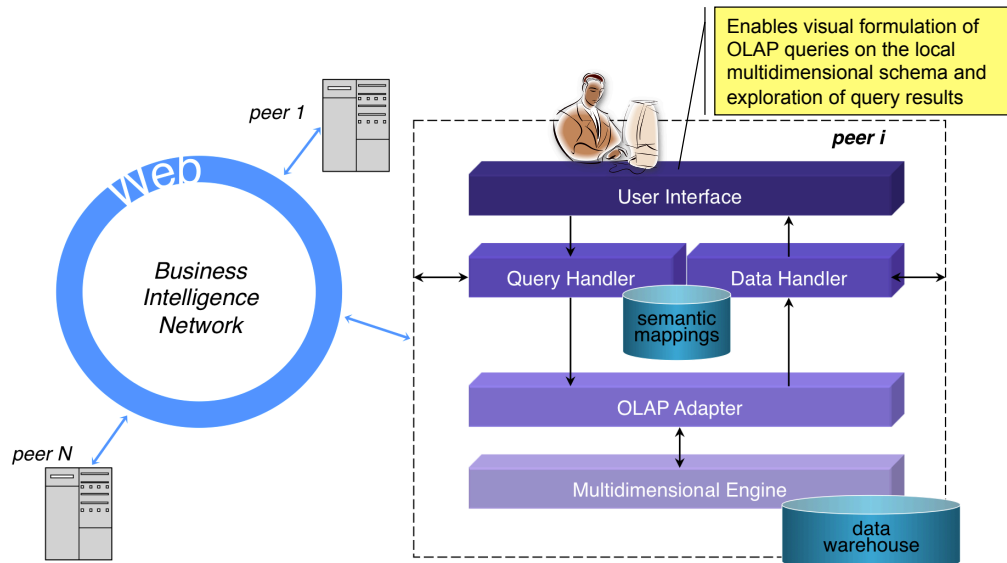 Enables visual formulation of
OLAP queries on the local
multidimensional schema and
exploration of query results
peer 1
peer i
Web
User Interface
Business
Intelligence
Network
Query Handler
Data Handler
semantic
mappings
OLAP Adapter
peer N
Multidimensional Engine
data
warehouse